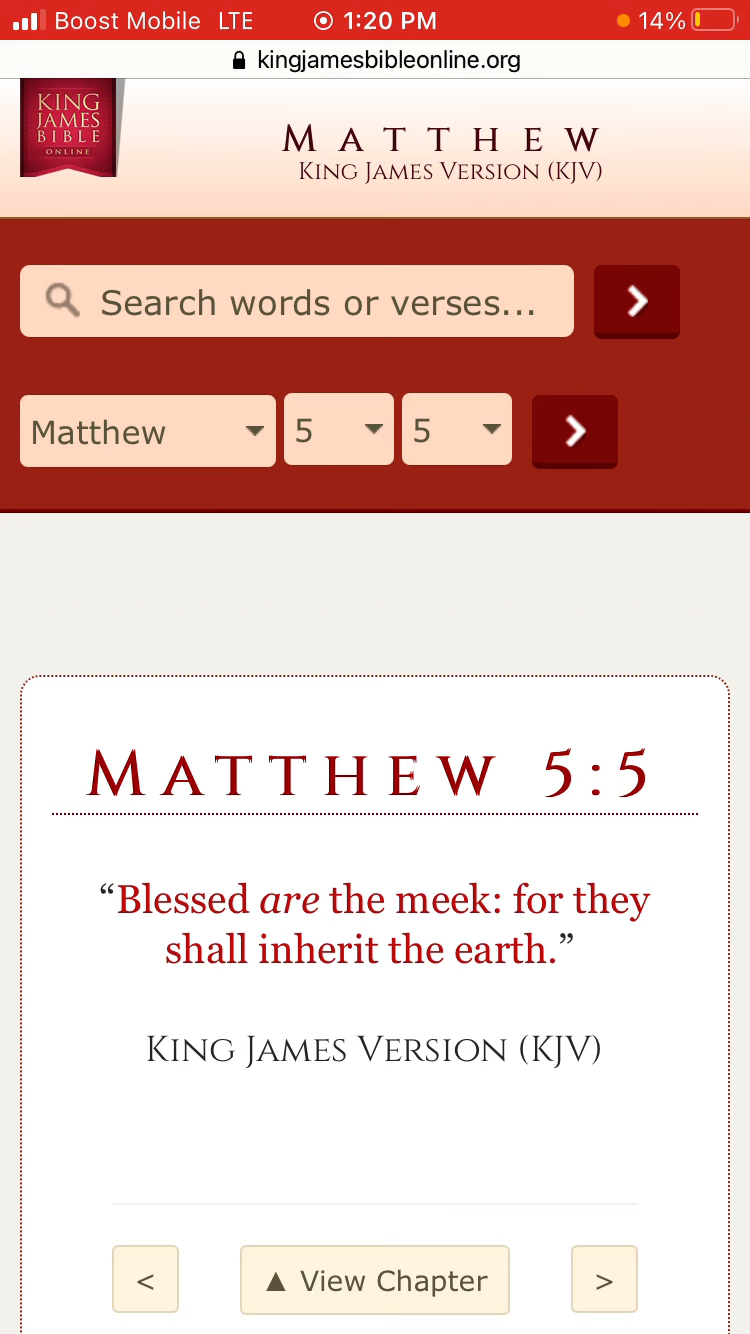 Boost Mobile LTE 1:20 PM 14%
kingjamesbibleonline.org
KING
JAMES
BIBLE
ONLINE
MATTHEW
KING JAMES VERSION (KJV)
Search words or verses...
Matthew 5 5
MATTHEW 5:5
“Blessed are the meek: for they
shall inherit the earth.”
KING JAMES VERSION (KJV)
< ▲ View Chapter >